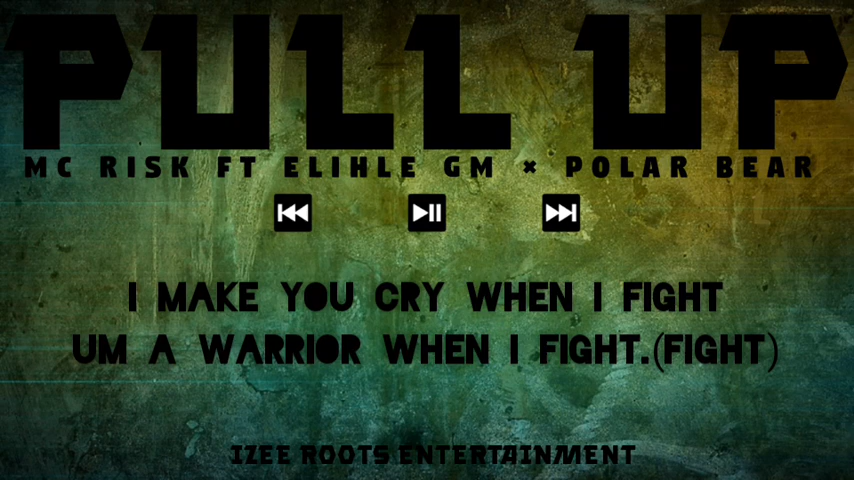 PULL UP
MC RISK FT ELIHLE GM × POLAR BEAR
I MAKE YOU CRY WHEN I FIGHT
UM A WARRIOR WHEN I FIGHT.(FIGHT)
IZEE ROOTS ENTERTAINMENT